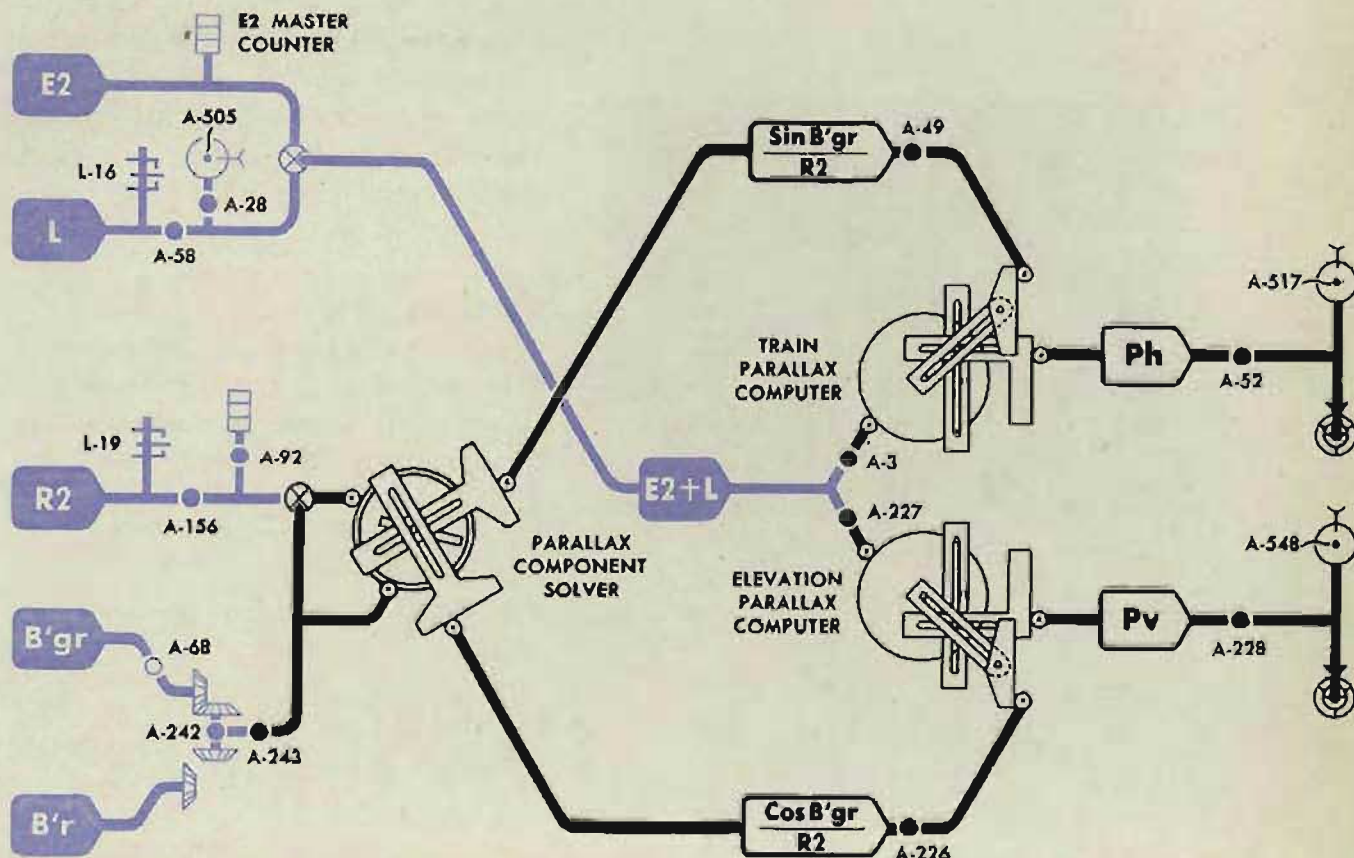 E2 MASTER
COUNTER
E2
A-505
L-16
A-28
L
A-58
Sin B'gr
R2
A-49
A-517
TRAIN
PARALLAX
COMPUTER
Ph
A-52
L-19
A-92
R2
A-156
A-3
E2+L
A-227
PARALLAX
COMPONENT
SOLVER
ELEVATION
PARALLAX
COMPUTER
A-548
Pv
A-228
B'gr
A-68
A-242
A-243
B'r
Cos B'gr
R2
A-226